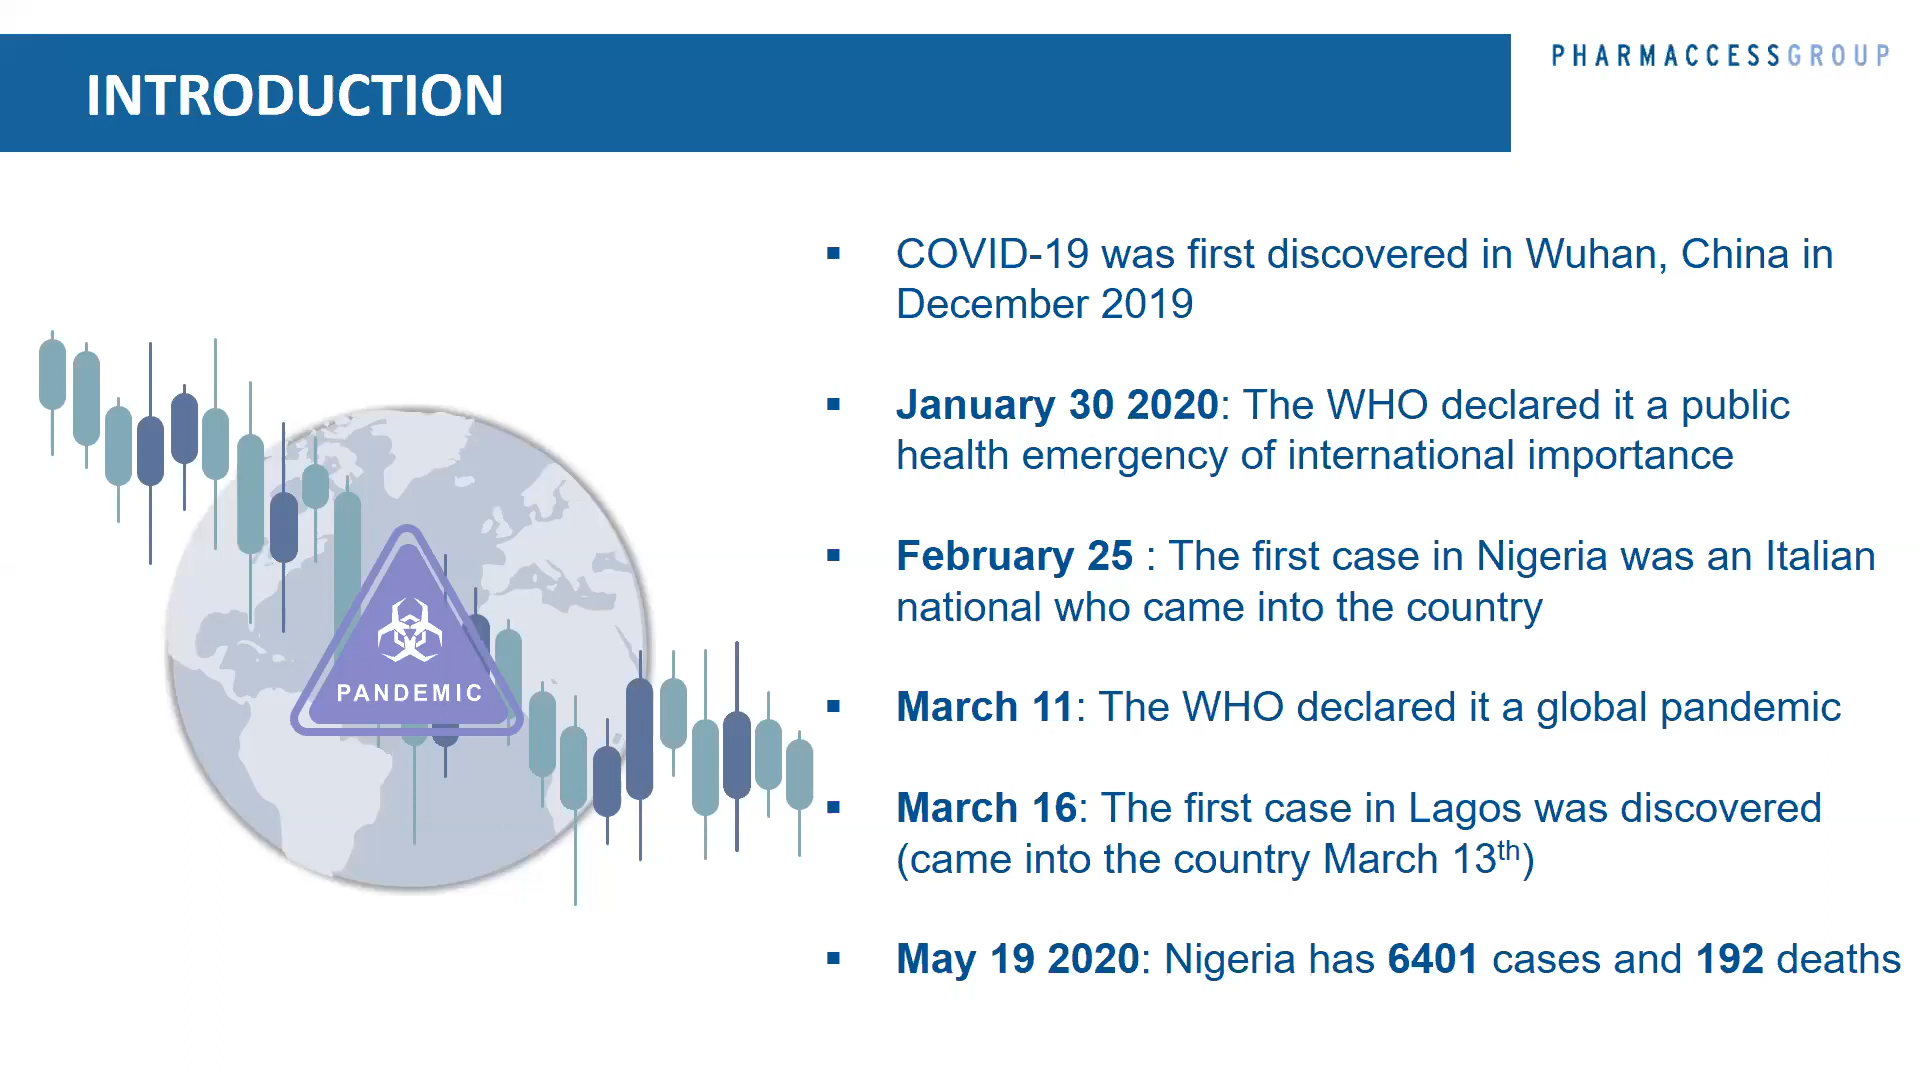 INTRODUCTION
PHARMACCESSGROUP
▪ COVID-19 was first discovered in Wuhan, China in
December 2019
▪ January 30 2020: The WHO declared it a public
health emergency of international importance
▪ February 25 : The first case in Nigeria was an Italian
national who came into the country
▪ March 11: The WHO declared it a global pandemic
▪ March 16: The first case in Lagos was discovered
(came into the country March 13th)
▪ May 19 2020: Nigeria has 6401 cases and 192 deaths
PANDEMIC